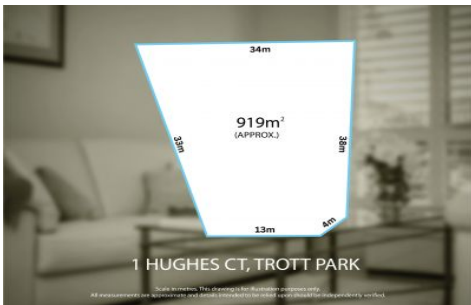 34m
919m²
(APPROX.)
33m
38m
4m
13m
1 HUGHES CT, TROTT PARK
Scale in metres. This drawing is for illustration purposes only.
All measurements are approximate and details intended to be relied upon should be independently verified.